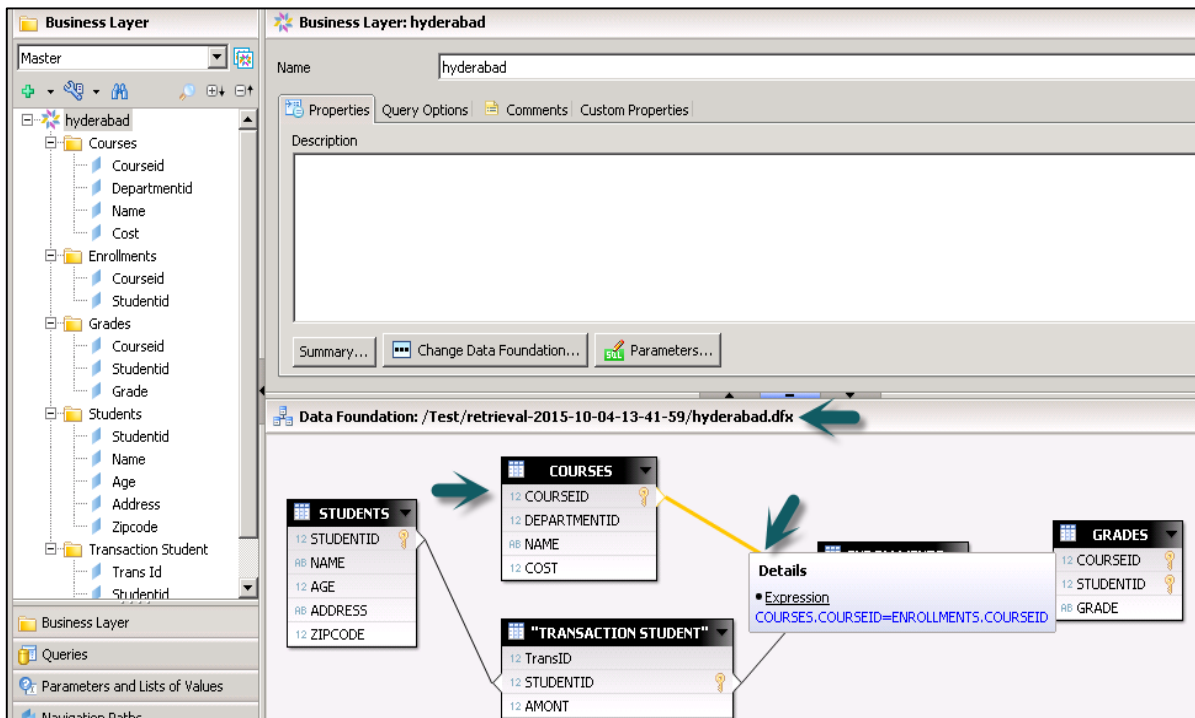 Business Layer
Master
hyderabad
Courses
Courseid
Departmentid
Name
Cost
Enrollments
Courseid
Studentid
Grades
Courseid
Studentid
Grade
Students
Studentid
Name
Age
Address
Zipcode
Transaction Student
Trans Id
Studentid
Business Layer
Queries
Parameters and Lists of Values
Navigation Paths
Business Layer: hyderabad
Name hyderabad
Properties Query Options Comments Custom Properties
Description
Summary... Change Data Foundation... SQL Parameters...
Data Foundation: /Test/retrieval-2015-10-04-13-41-59/hyderabad.dfx
STUDENTS
12 STUDENTID
AB NAME
12 AGE
AB ADDRESS
12 ZIPCODE
COURSES
12 COURSEID
12 DEPARTMENTID
AB NAME
12 COST
"TRANSACTION STUDENT"
12 TransID
12 STUDENTID
12 AMONT
Details
Expression
COURSES.COURSEID=ENROLLMENTS.COURSEID
GRADES
12 COURSEID
12 STUDENTID
AB GRADE